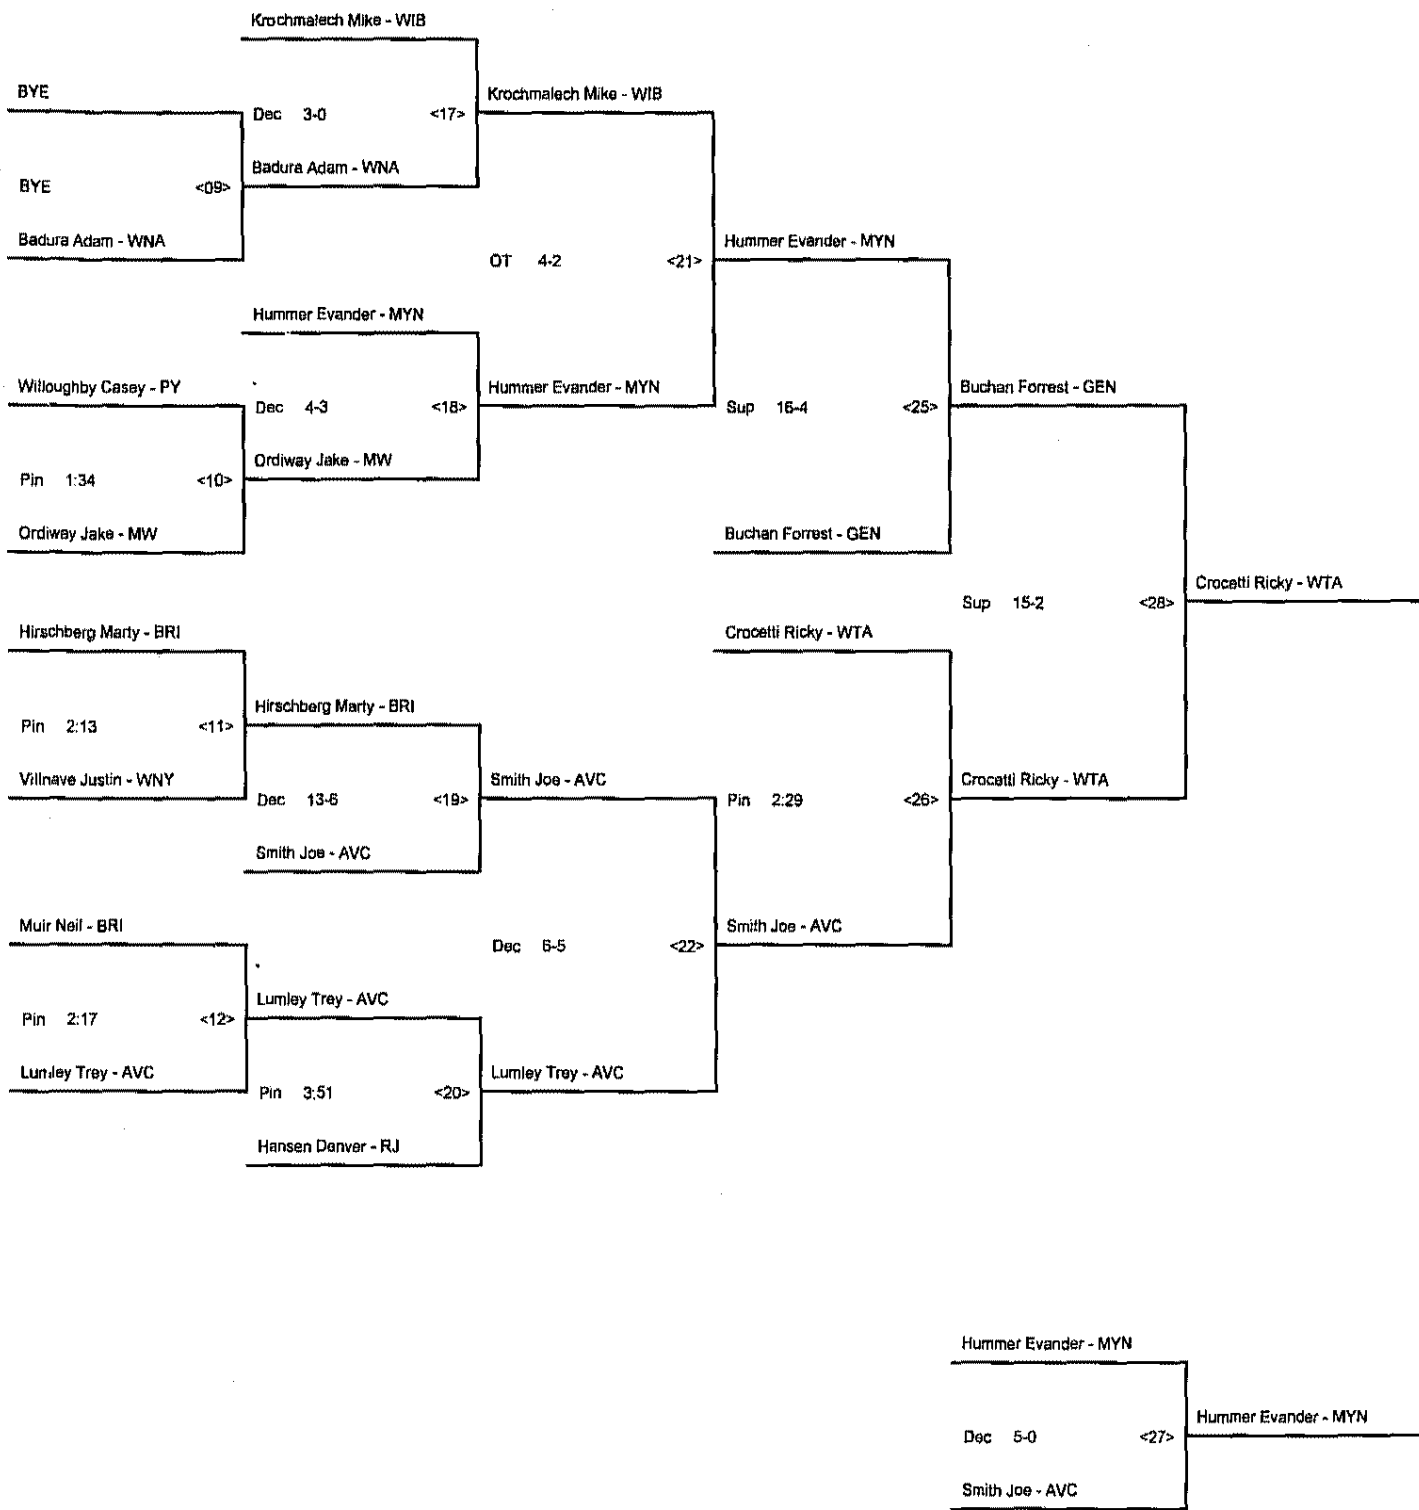 Krochmalech Mike - WIB
BYE
Krochmalech Mike - WIB
Dec 3-0 <17>
Badura Adam - WNA
BYE <09>
Badura Adam - WNA
Hummer Evander - MYN
OT 4-2 <21>
Hummer Evander - MYN
Willoughby Casey - PY
Hummer Evander - MYN
Buchan Forrest - GEN
Dec 4-3 <18>
Sup 16-4 <25>
Ordiway Jake - MW
Pin 1:34 <10>
Ordiway Jake - MW
Buchan Forrest - GEN
Crocetti Ricky - WTA
Sup 15-2 <28>
Hirschberg Marty - BRI
Crocetti Ricky - WTA
Hirschberg Marty - BRI
Pin 2:13 <11>
Villnave Justin - WNY
Smith Joe - AVC
Crocetti Ricky - WTA
Dec 13-6 <19>
Pin 2:29 <26>
Smith Joe - AVC
Muir Neil - BRI
Smith Joe - AVC
Dec 6-5 <22>
Lumley Trey - AVC
Pin 2:17 <12>
Lumley Trey - AVC
Lumley Trey - AVC
Pin 3:51 <20>
Hansen Denver - RJ
Hummer Evander - MYN
Hummer Evander - MYN
Dec 5-0 <27>
Smith Joe - AVC